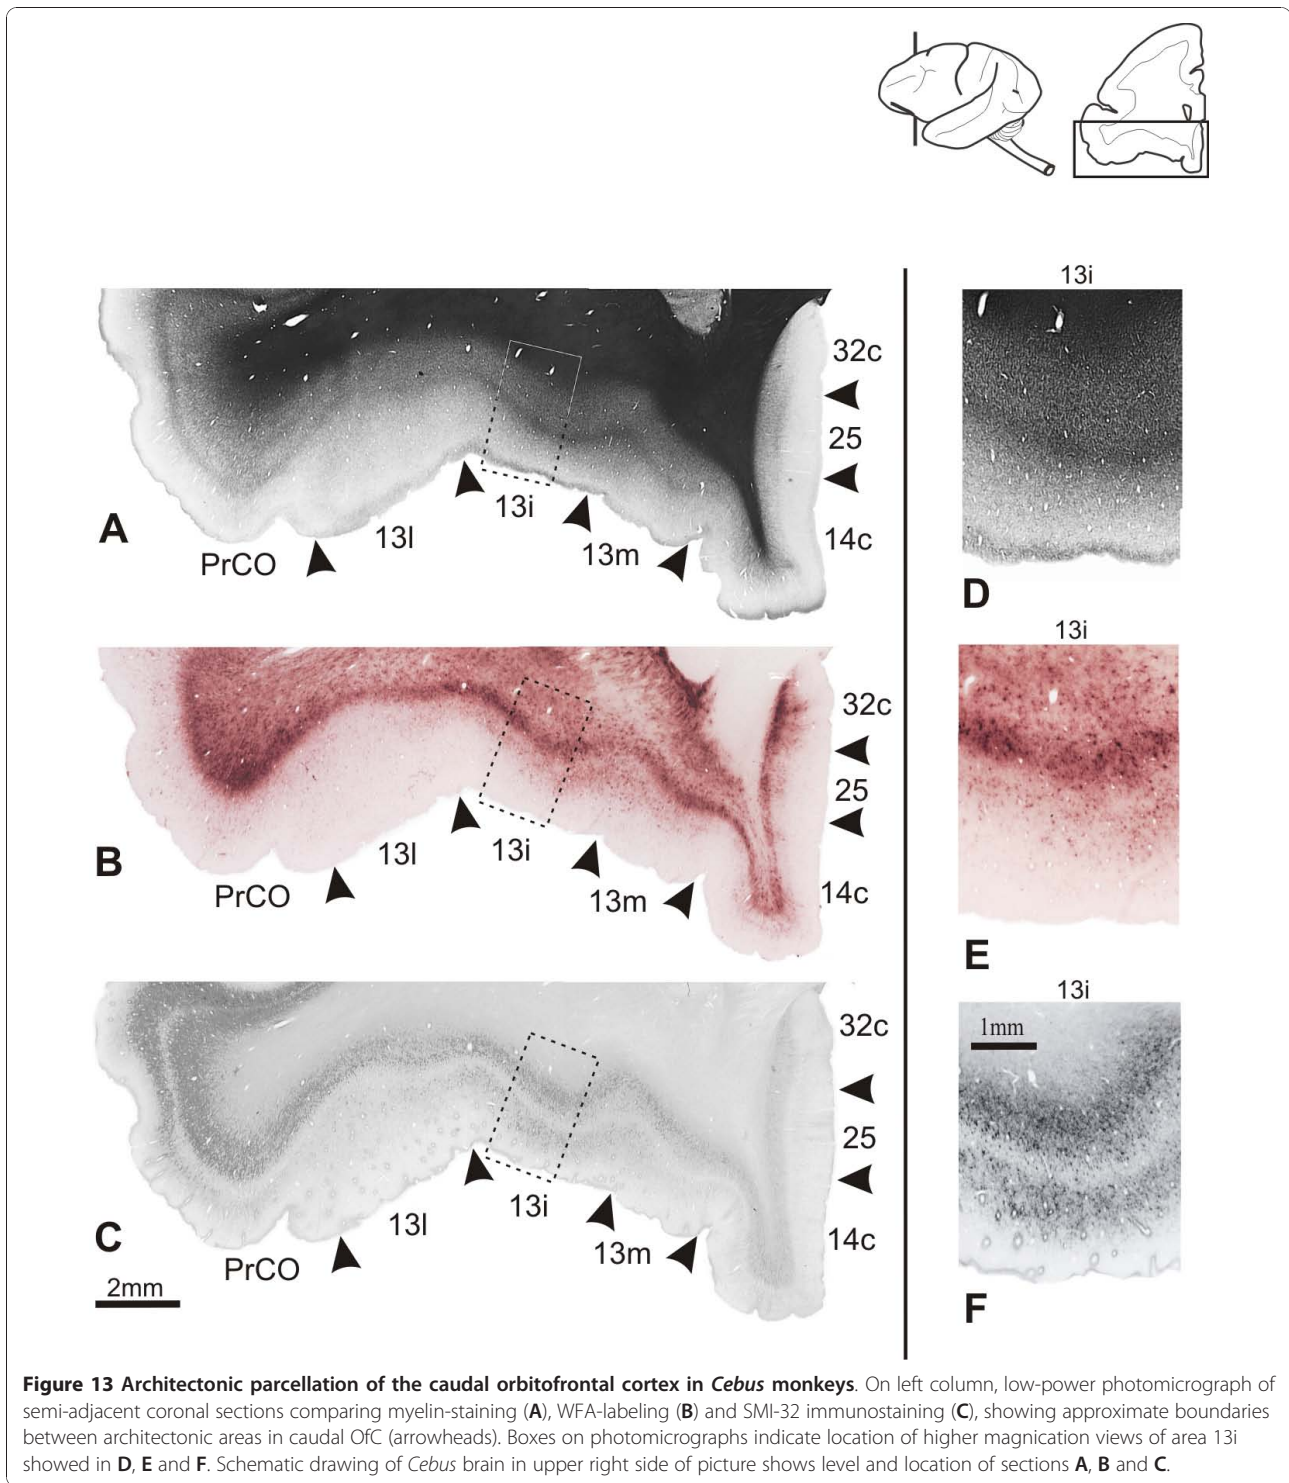 13i
32c
25
14c
13i
13l
13m
PrCO
A
D
13i
32c
25
14c
13l
13i
13m
PrCO
B
E
13i
1mm
32c
25
14c
13l
13i
13m
PrCO
C
2mm
F
Figure 13 Architectonic parcellation of the caudal orbitofrontal cortex in Cebus monkeys. On left column, low-power photomicrograph of
semi-adjacent coronal sections comparing myelin-staining (A), WFA-labeling (B) and SMI-32 immunostaining (C), showing approximate boundaries
between architectonic areas in caudal OfC (arrowheads). Boxes on photomicrographs indicate location of higher magnication views of area 13i
showed in D, E and F. Schematic drawing of Cebus brain in upper right side of picture shows level and location of sections A, B and C.